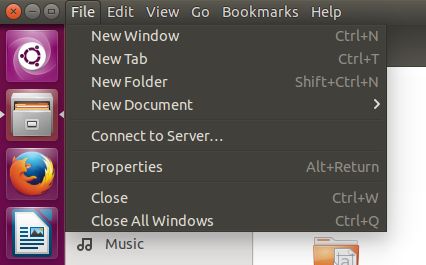 File Edit View Go Bookmarks Help
New Window Ctrl+N
New Tab Ctrl+T
New Folder Shift+Ctrl+N
New Document
Connect to Server...
Properties Alt+Return
Close Ctrl+W
Close All Windows Ctrl+Q
Music